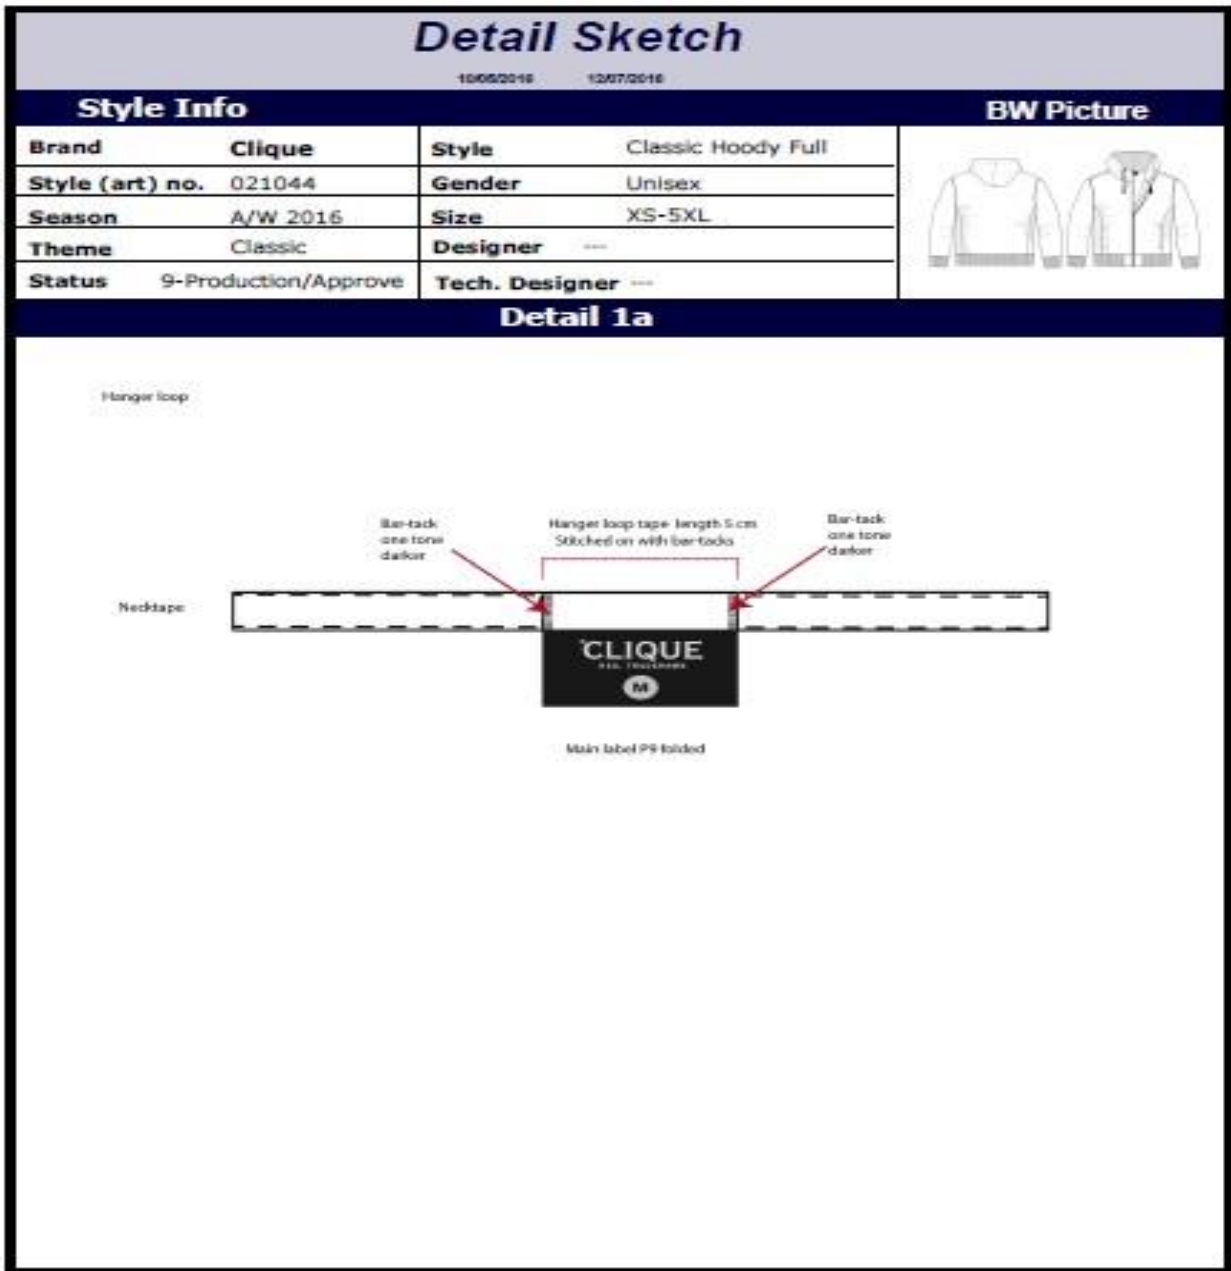 Detail Sketch
10/05/2016 12/07/2016
Style Info
BW Picture
Brand Clique Style Classic Hoody Full
Style (art) no. 021044 Gender Unisex
Season A/W 2016 Size XS-5XL
Theme Classic Designer ---
Status 9-Production/Approve Tech. Designer ---
Detail 1a
Hanger loop
Bar-tack
one tone
darker
Hanger loop tape length 5 cm
Stitched on with bar-tacks
Bar-tack
one tone
darker
Necktape
CLIQUE
REG. TRADEMARK
M
Main label P9 folded